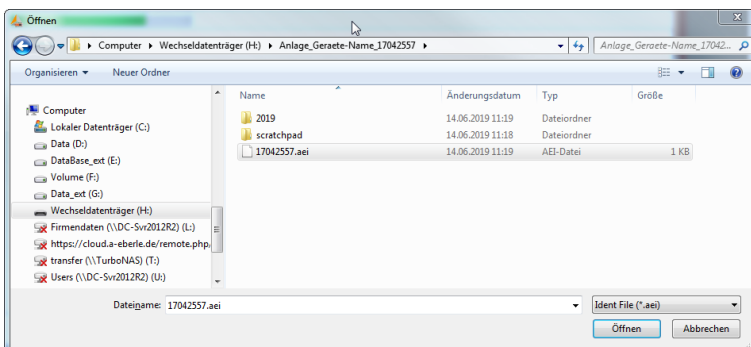 Öffnen
Computer Wechseldatenträger (H:) Anlage_Geraete-Name_17042557
Anlage_Geraete-Name_17042...
Organisieren Neuer Ordner
Name Änderungsdatum Typ Größe
Computer
Lokaler Datenträger (C:)
Data (D:)
DataBase_ext (E:)
Volume (F:)
Data_ext (G:)
Wechseldatenträger (H:)
Firmendaten (\\DC-Svr2012R2) (L:)
https://cloud.a-eberle.de/remote.php,
transfer (\\TurboNAS) (T:)
Users (\\DC-Svr2012R2) (U:)
2019 14.06.2019 11:19 Dateiordner
scratchpad 14.06.2019 11:18 Dateiordner
17042557.aei 14.06.2019 11:19 AEI-Datei 1 KB
Dateiname: 17042557.aei
Ident File (*.aei)
Öffnen Abbrechen